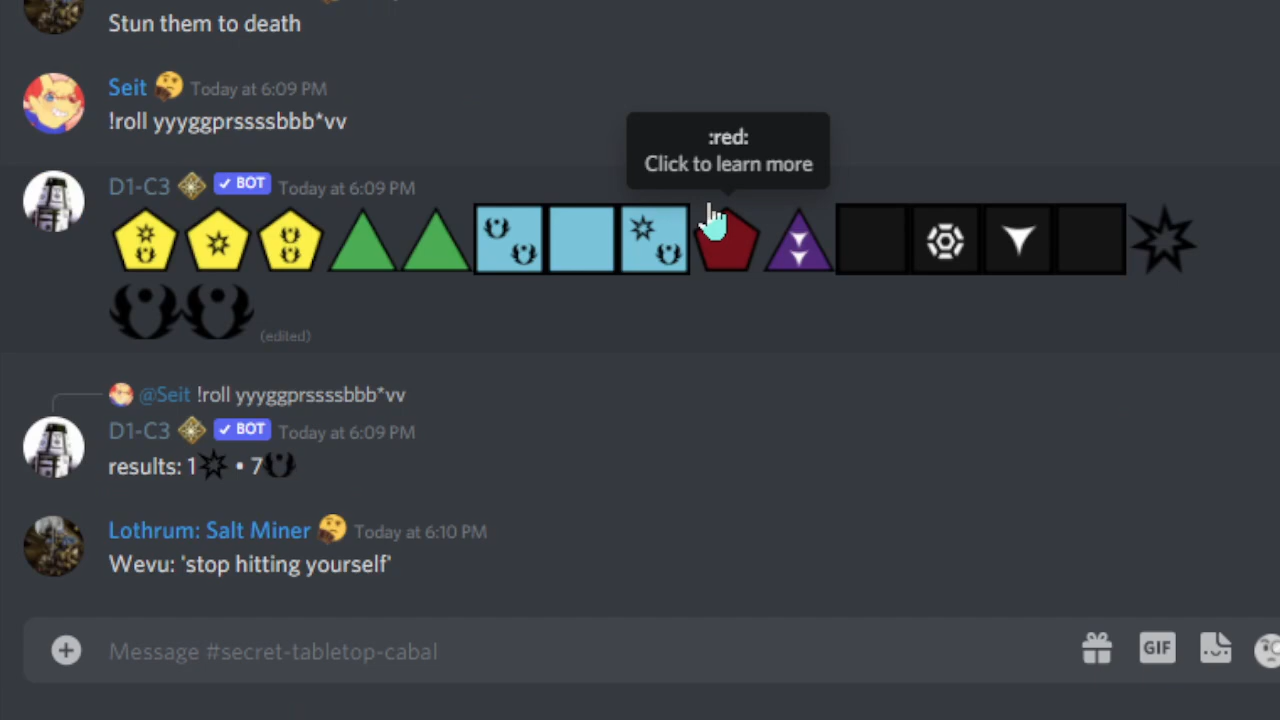 Stun them to death
Seit Today at 6:09 PM
!roll yyyggprssssbbb*vv
:red:
Click to learn more
D1-C3 BOT Today at 6:09 PM
(edited)
@Seit !roll yyyggprssssbbb*vv
D1-C3 BOT Today at 6:09 PM
results: 1 • 7
Lothrum: Salt Miner Today at 6:10 PM
Wevu: 'stop hitting yourself'
Message #secret-tabletop-cabal
GIF